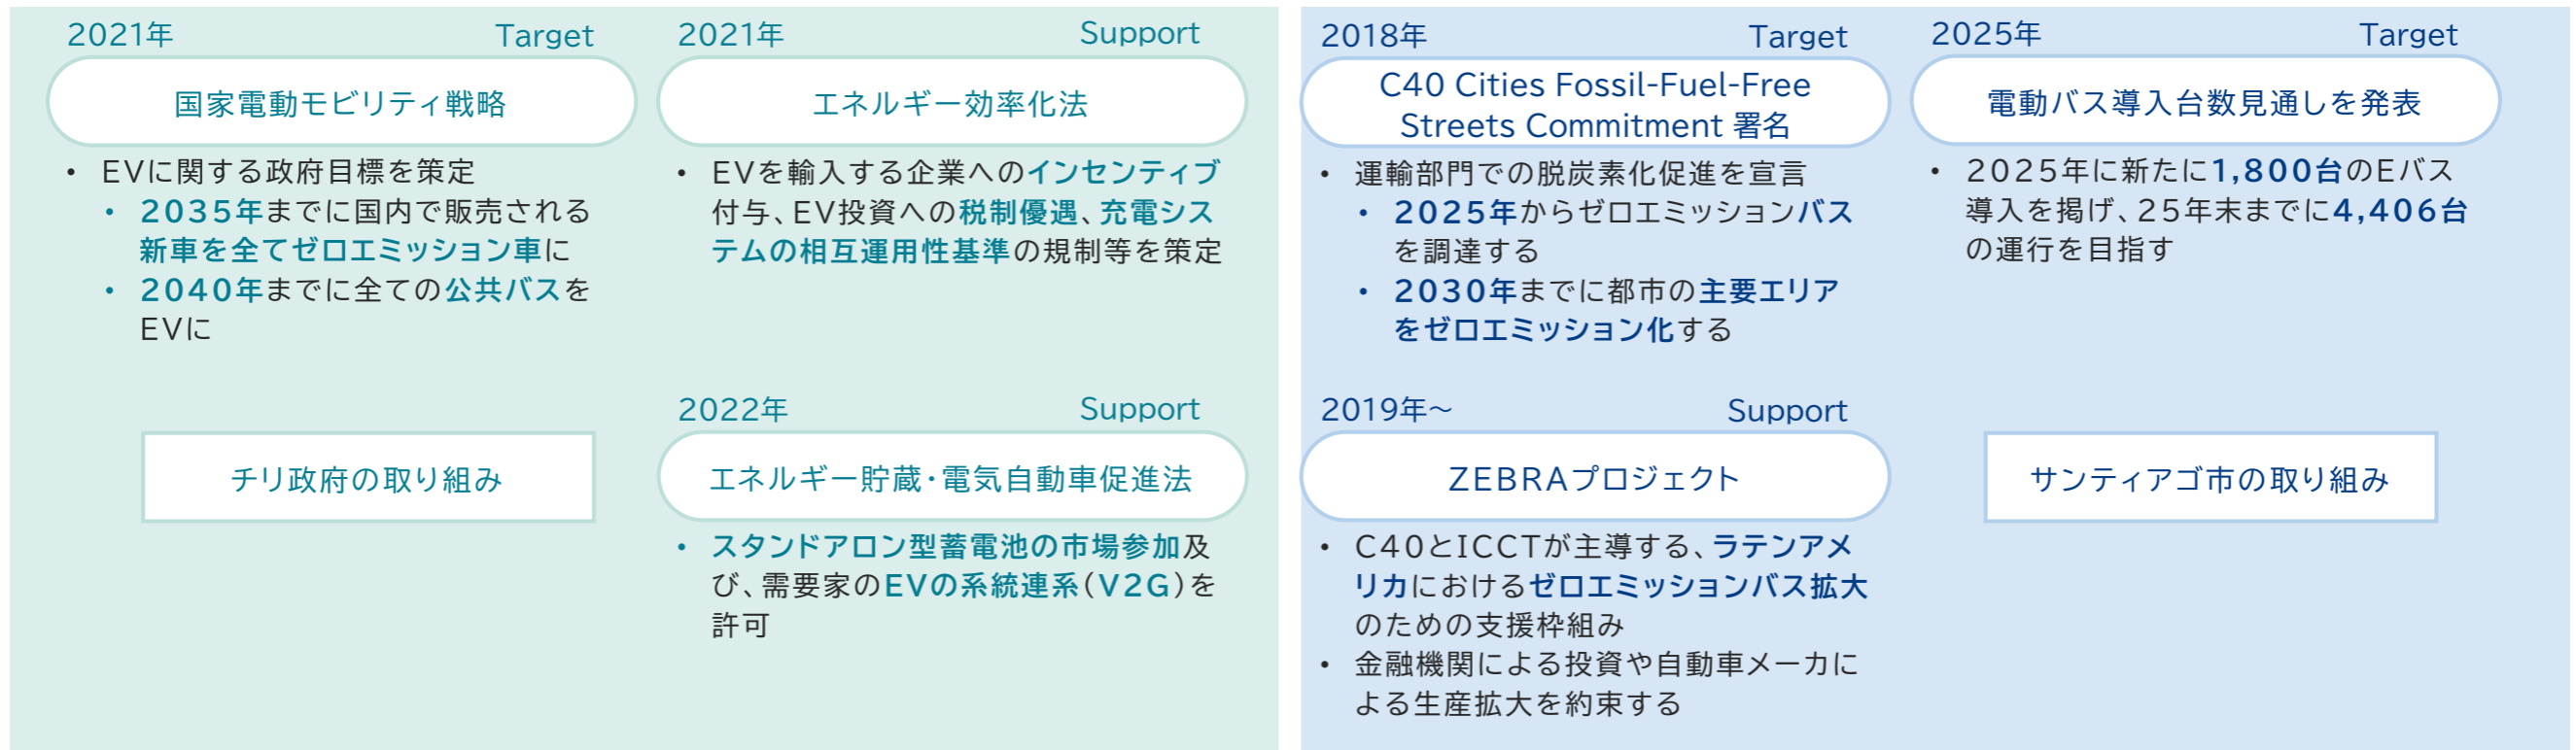 2021年 Target
国家電動モビリティ戦略
• EVに関する政府目標を策定
• 2035年までに国内で販売される
新車を全てゼロエミッション車に
• 2040年までに全ての公共バスを
EVに
チリ政府の取り組み
2021年 Support
エネルギー効率化法
• EVを輸入する企業へのインセンティブ
付与、EV投資への税制優遇、充電シス
テムの相互運用性基準の規制等を策定
2022年 Support
エネルギー貯蔵・電気自動車促進法
• スタンドアロン型蓄電池の市場参加及
び、需要家のEVの系統連系(V2G)を
許可
2018年 Target
C40 Cities Fossil-Fuel-Free
Streets Commitment 署名
• 運輸部門での脱炭素化促進を宣言
• 2025年からゼロエミッションバス
を調達する
• 2030年までに都市の主要エリア
をゼロエミッション化する
2019年～ Support
ZEBRAプロジェクト
• C40とICCTが主導する、ラテンアメ
リカにおけるゼロエミッションバス拡大
のための支援枠組み
• 金融機関による投資や自動車メーカに
よる生産拡大を約束する
2025年 Target
電動バス導入台数見通しを発表
• 2025年に新たに1,800台のEバス
導入を掲げ、25年末までに4,406台
の運行を目指す
サンティアゴ市の取り組み